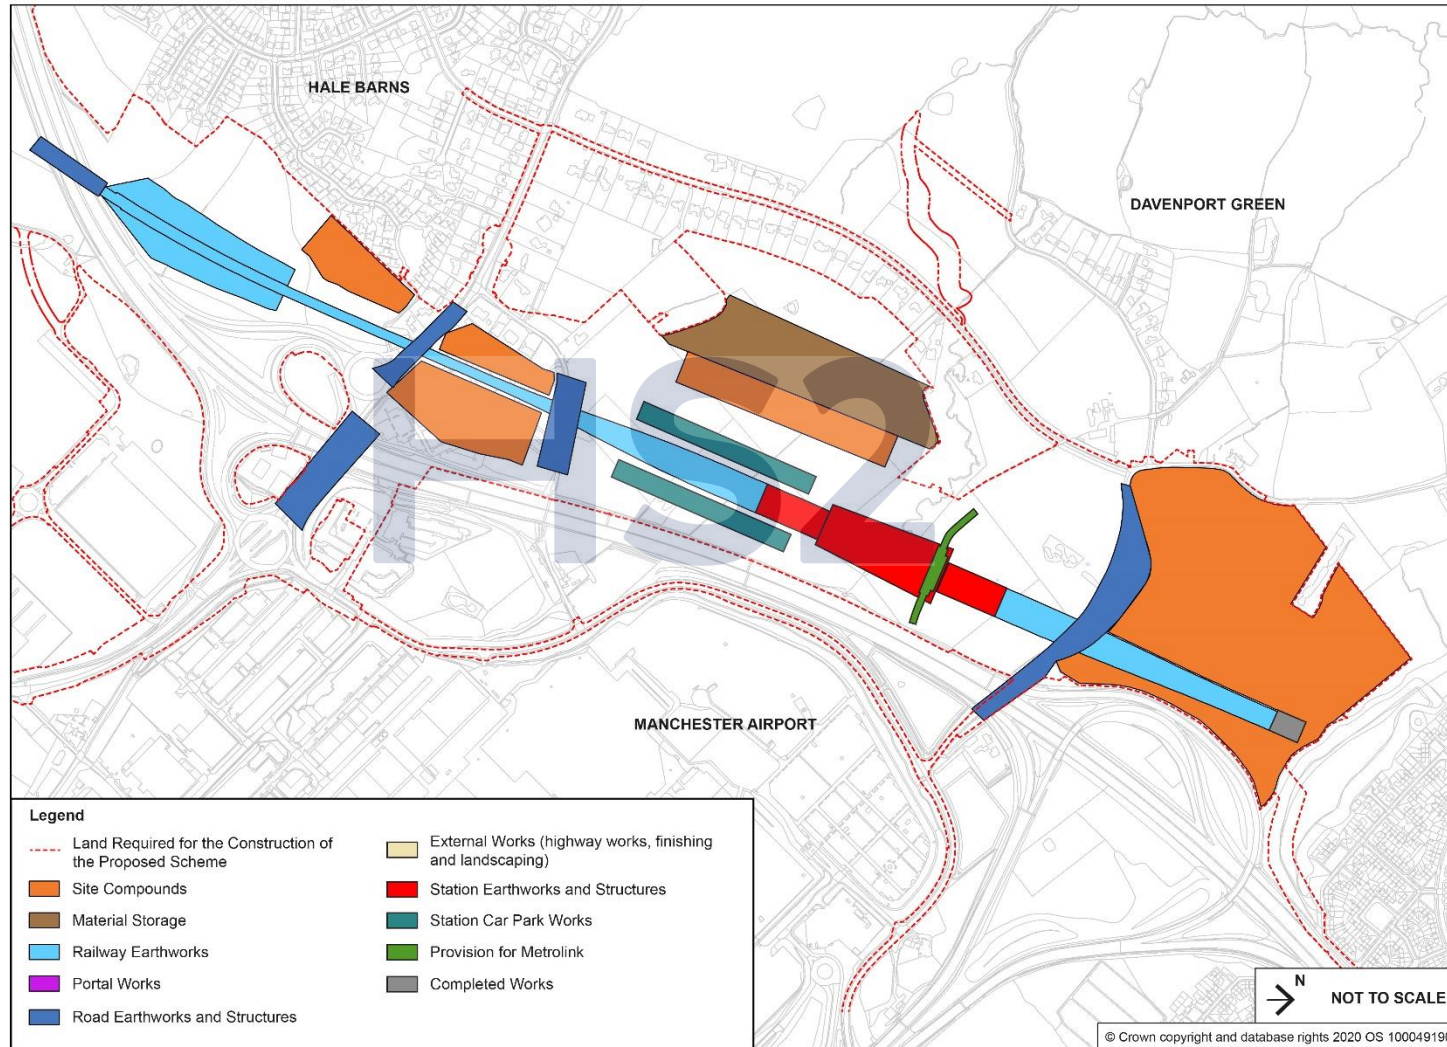 HALE BARNS
DAVENPORT GREEN
HS2
MANCHESTER AIRPORT
Legend
Land Required for the Construction of
the Proposed Scheme
Site Compounds
Material Storage
Railway Earthworks
Portal Works
Road Earthworks and Structures
External Works (highway works, finishing
and landscaping)
Station Earthworks and Structures
Station Car Park Works
Provision for Metrolink
Completed Works
N
NOT TO SCALE
© Crown copyright and database rights 2020 OS 100049190